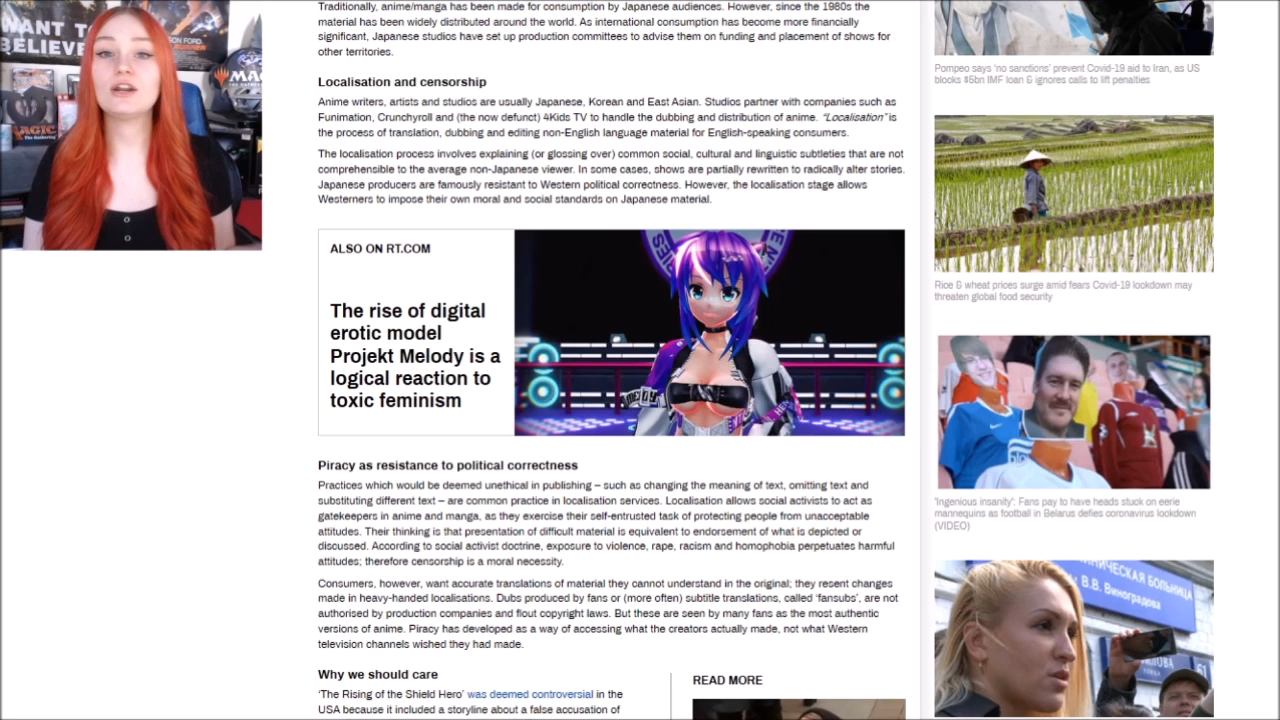 WANT TO
BELIEVE
SON FORD.
MAGIC
MAGIC
The Gathering
Traditionally, anime/manga has been made for consumption by Japanese audiences. However, since the 1980s the
material has been widely distributed around the world. As international consumption has become more financially
significant, Japanese studios have set up production committees to advise them on funding and placement of shows for
other territories.
Localisation and censorship
Anime writers, artists and studios are usually Japanese, Korean and East Asian. Studios partner with companies such as
Funimation, Crunchyroll and (the now defunct) 4Kids TV to handle the dubbing and distribution of anime. “Localisation” is
the process of translation, dubbing and editing non-English language material for English-speaking consumers.
The localisation process involves explaining (or glossing over) common social, cultural and linguistic subtleties that are not
comprehensible to the average non-Japanese viewer. In some cases, shows are partially rewritten to radically alter stories.
Japanese producers are famously resistant to Western political correctness. However, the localisation stage allows
Westerners to impose their own moral and social standards on Japanese material.
ALSO ON RT.COM
The rise of digital
erotic model
Projekt Melody is a
logical reaction to
toxic feminism
Piracy as resistance to political correctness
Practices which would be deemed unethical in publishing – such as changing the meaning of text, omitting text and
substituting different text – are common practice in localisation services. Localisation allows social activists to act as
gatekeepers in anime and manga, as they exercise their self-entrusted task of protecting people from unacceptable
attitudes. Their thinking is that presentation of difficult material is equivalent to endorsement of what is depicted or
discussed. According to social activist doctrine, exposure to violence, rape, racism and homophobia perpetuates harmful
attitudes; therefore censorship is a moral necessity.
Consumers, however, want accurate translations of material they cannot understand in the original; they resent changes
made in heavy-handed localisations. Dubs produced by fans or (more often) subtitle translations, called ‘fansubs’, are not
authorised by production companies and flout copyright laws. But these are seen by many fans as the most authentic
versions of anime. Piracy has developed as a way of accessing what the creators actually made, not what Western
television channels wished they had made.
Why we should care
‘The Rising of the Shield Hero’ was deemed controversial in the
USA because it included a storyline about a false accusation of
READ MORE
Pompeo says ‘no sanctions’ prevent Covid-19 aid to Iran, as US
blocks $5bn IMF loan & ignores calls to lift penalties
Rice & wheat prices surge amid fears Covid-19 lockdown may
threaten global food security
‘Ingenious insanity’: Fans pay to have heads stuck on eerie
mannequins as football in Belarus defies coronavirus lockdown
(VIDEO)
БОЛЬНИЦА
В.В. Виноградова
61